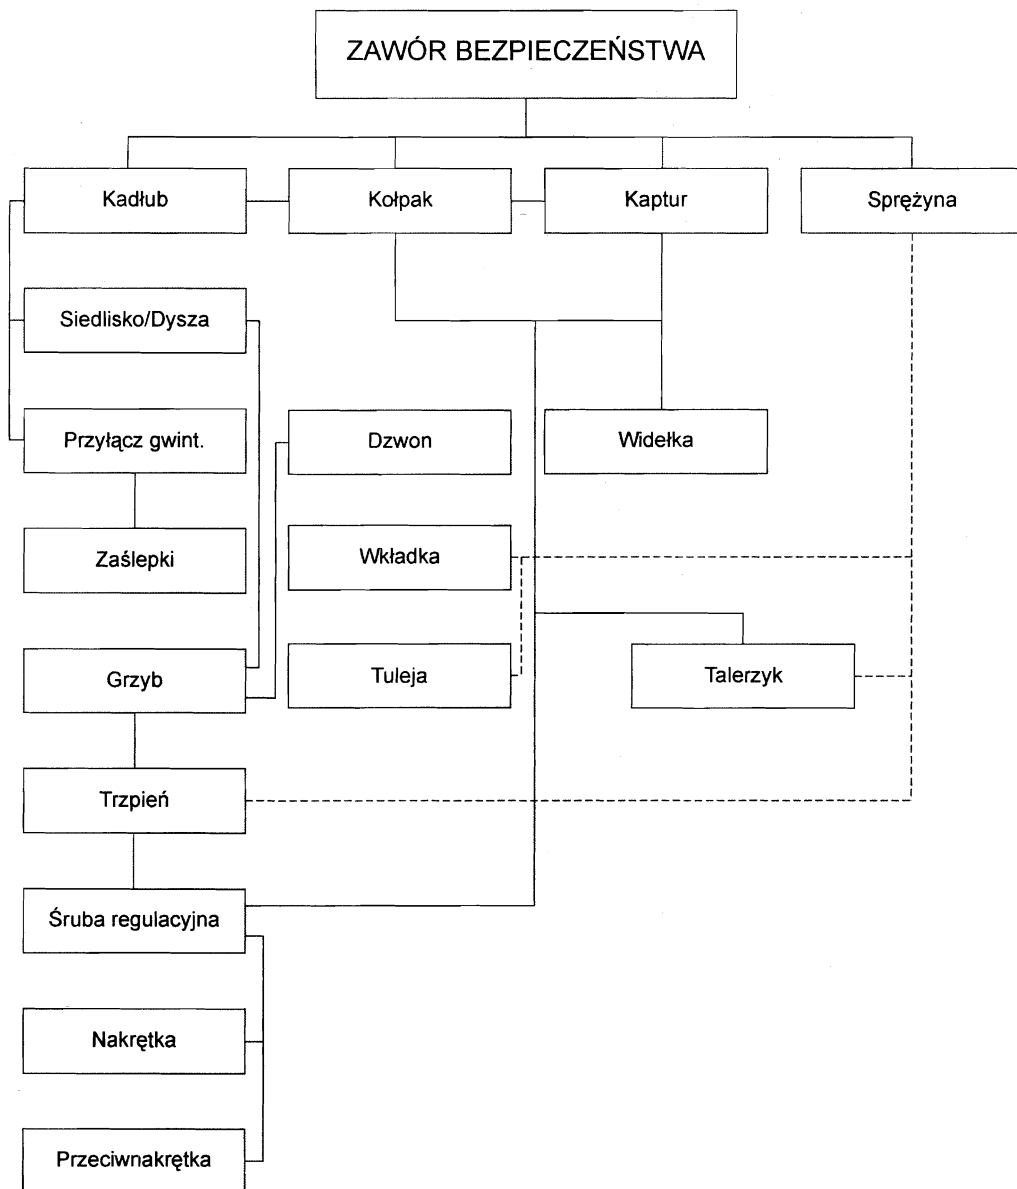 ZAWÓR BEZPIECZEŃSTWA
Kadłub
Kołpak
Kaptur
Sprężyna
Siedlisko/Dysza
Przyłącz gwint.
Dzwon
Widełka
Zaślepki
Wkładka
Grzyb
Tuleja
Talerzyk
Trzpień
Śruba regulacyjna
Nakrętka
Przeciwnakrętka